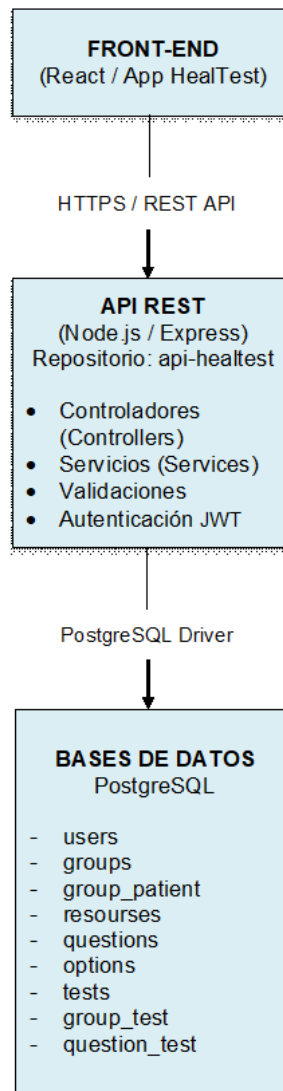 FRONT-END
(React / App HealTest)
HTTPS / REST API
API REST
(Node.js / Express)
Repositorio: api-healtest
• Controladores
(Controllers)
• Servicios (Services)
• Validaciones
• Autenticación JWT
PostgreSQL Driver
BASES DE DATOS
PostgreSQL
- users
- groups
- group_patient
- resourses
- questions
- options
- tests
- group_test
- question_test